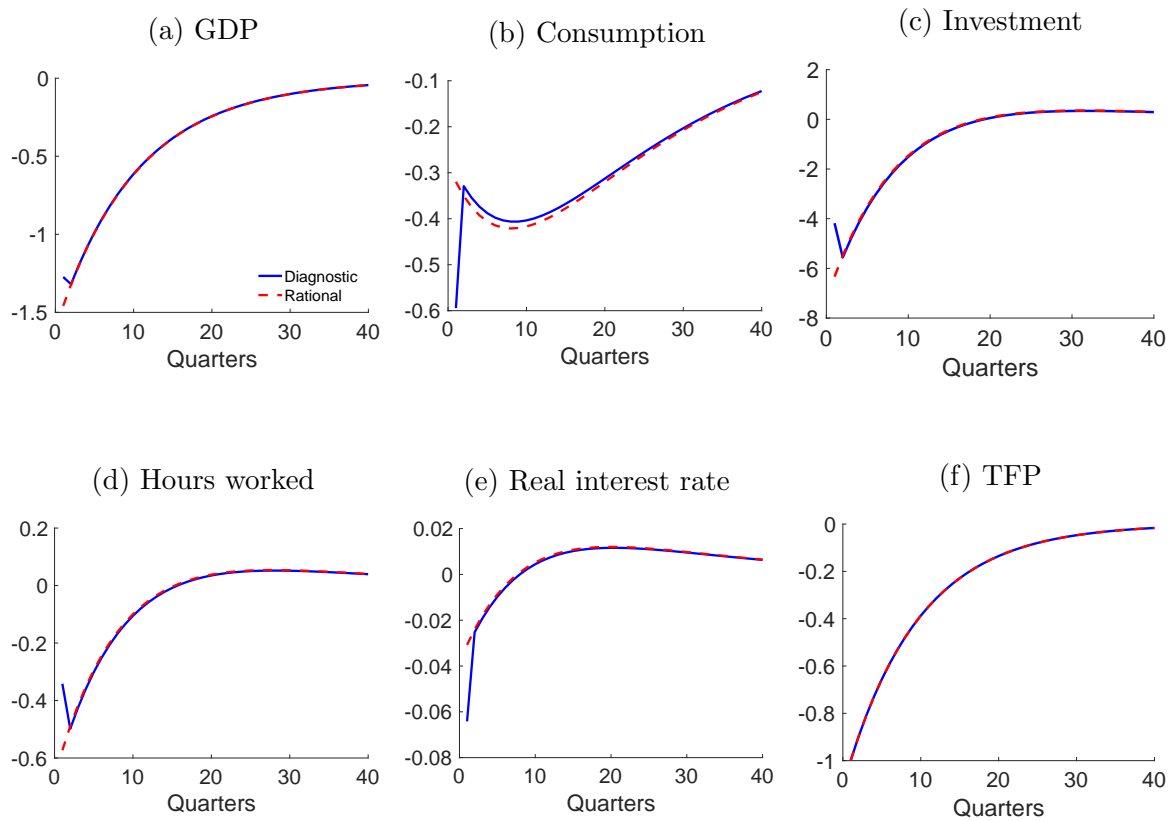 (a) GDP
0
-0.5
-1
-1.5
0 10 20 30 40
Quarters
Diagnostic
Rational
(b) Consumption
-0.1
-0.2
-0.3
-0.4
-0.5
-0.6
0 10 20 30 40
Quarters
(c) Investment
2
0
-2
-4
-6
-8
0 10 20 30 40
Quarters
(d) Hours worked
0.2
0
-0.2
-0.4
-0.6
0 10 20 30 40
Quarters
(e) Real interest rate
0.02
0
-0.02
-0.04
-0.06
-0.08
0 10 20 30 40
Quarters
(f) TFP
0
-0.2
-0.4
-0.6
-0.8
-1
0 10 20 30 40
Quarters